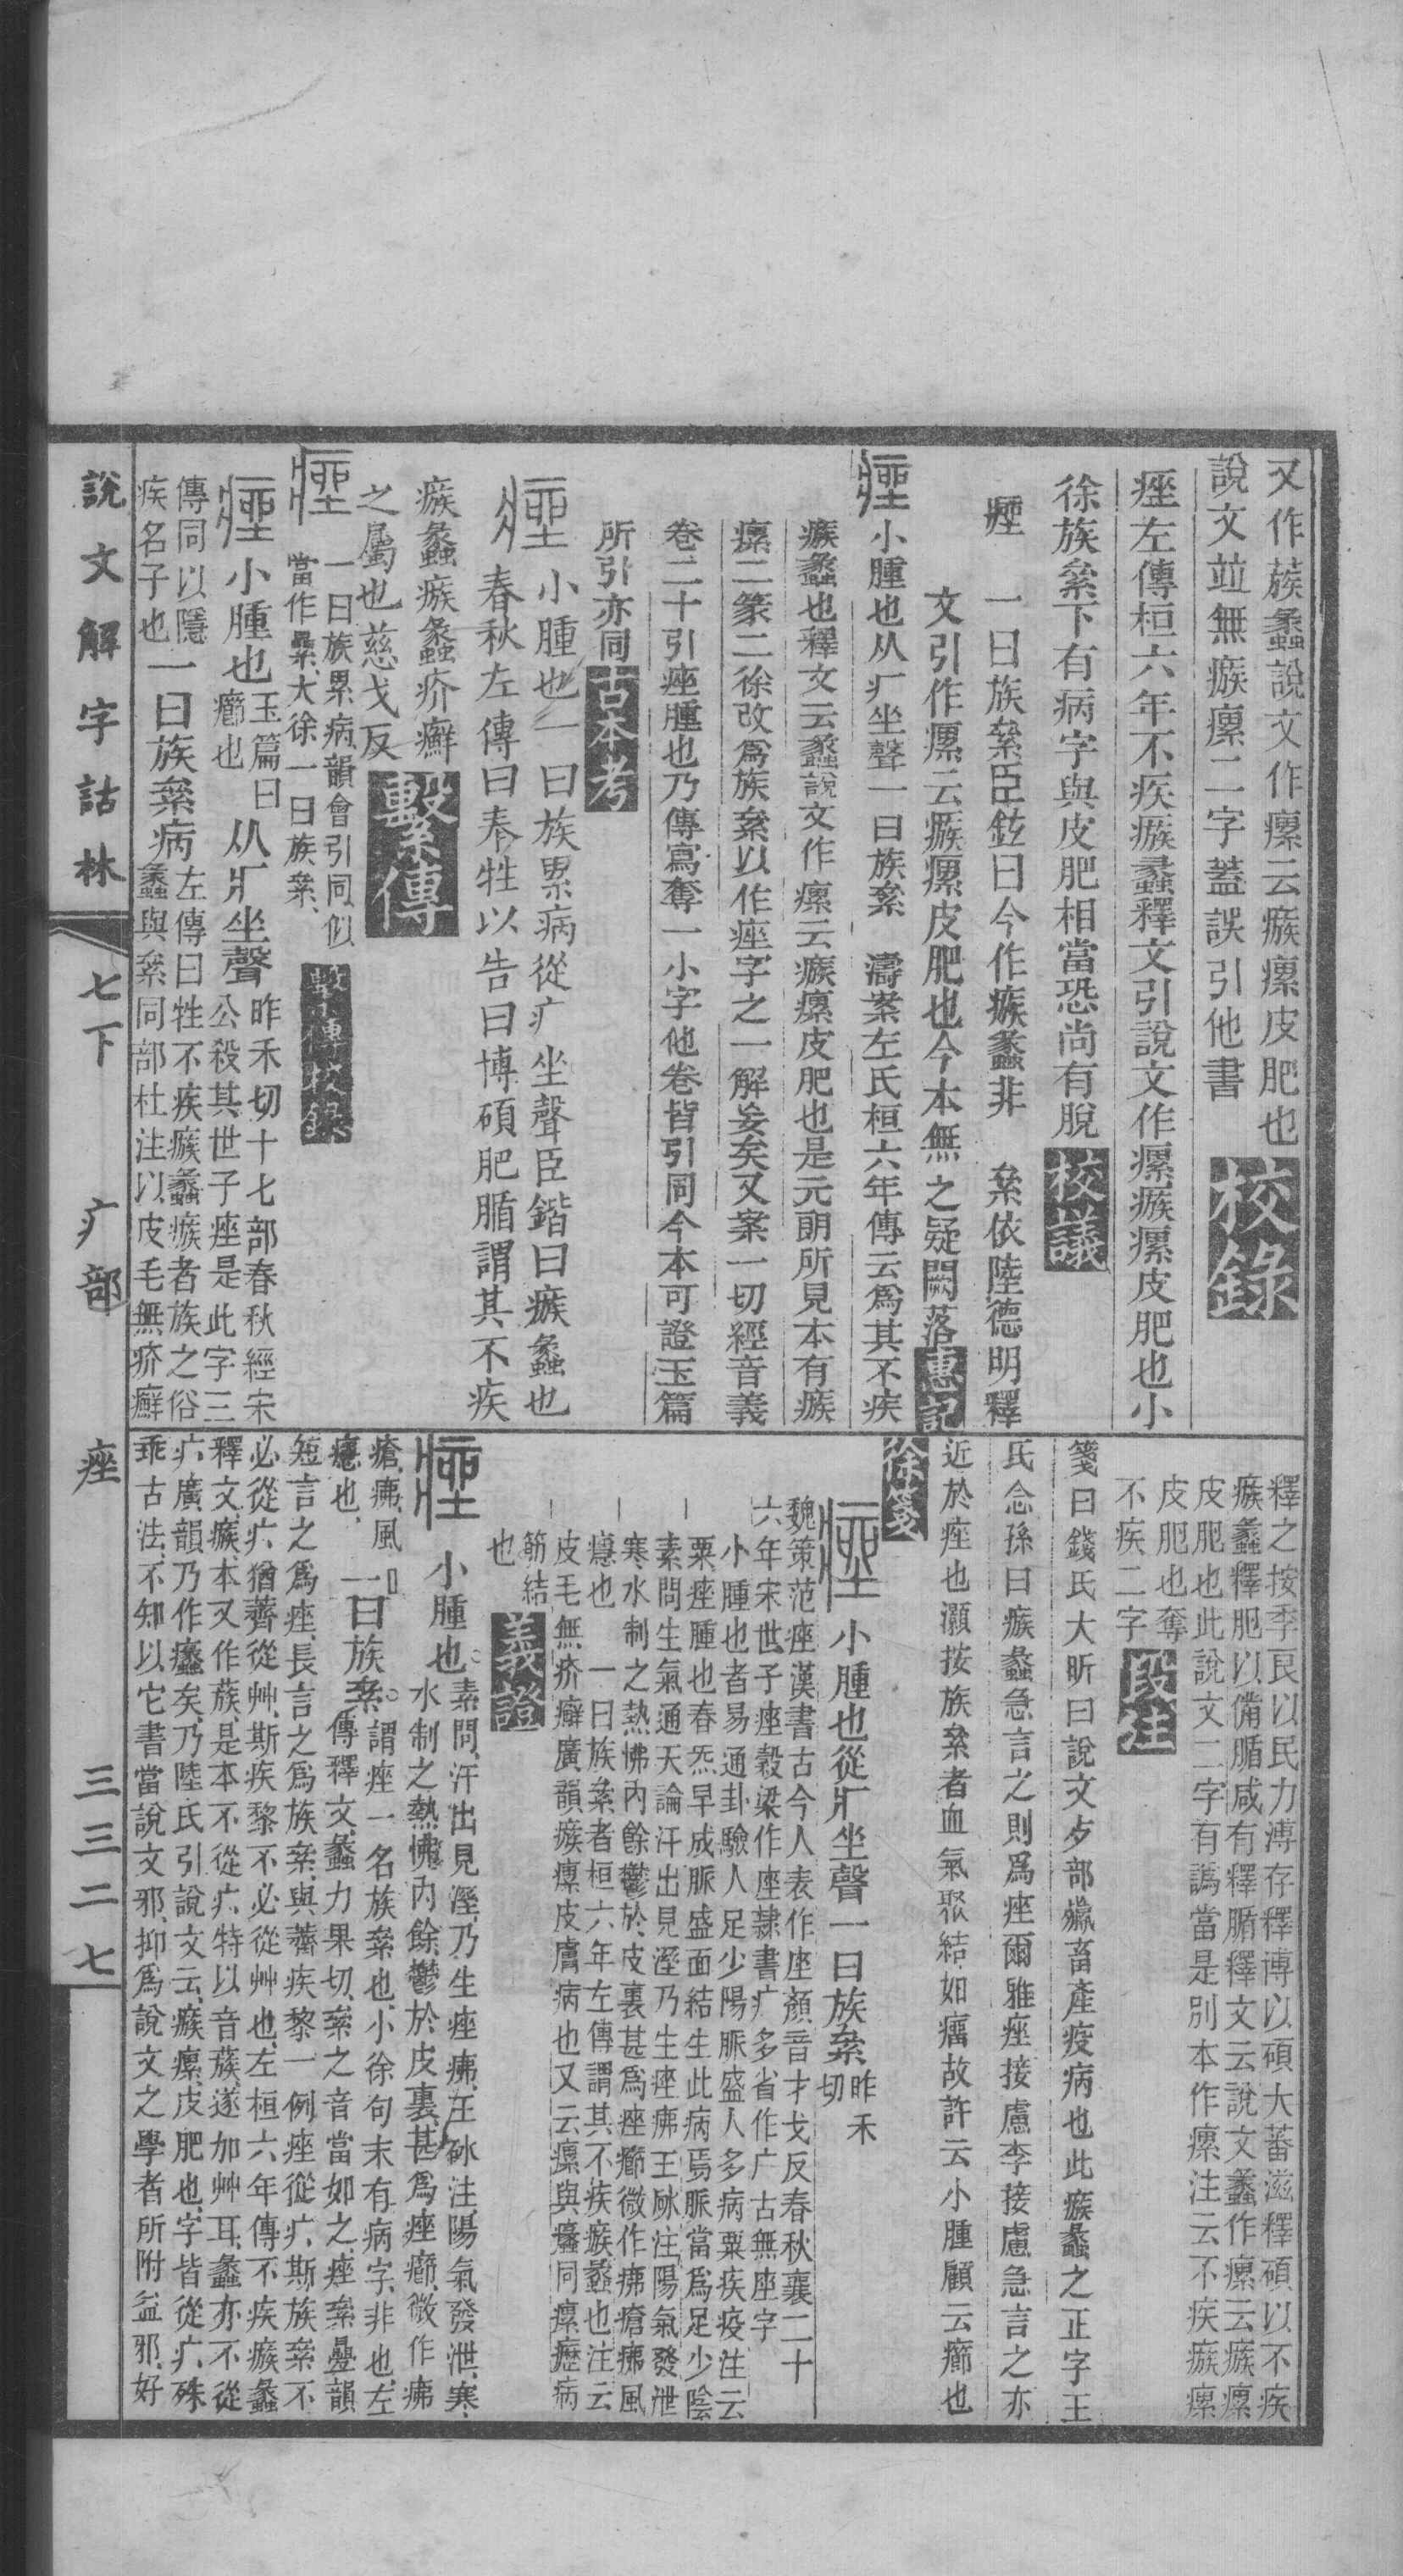 又作蔟蠡說文作瘰云瘯瘰皮肥也
說文並無瘯瘰二字蓋誤引他書
校錄
痤左傳桓六年不疾瘯蠡釋文引說文作瘰瘯瘰皮肥也小
徐族絫下有病字與皮肥相當恐尚有脫
校議
痤 一曰族絫臣鉉曰今作瘯蠡非 絫依陸德明釋
文引作瘰云瘯瘰皮肥也今本無之疑闕落
惠記
小腫也从疒坐聲一曰族絫 濤案左氏桓六年傳云爲其不疾
瘯蠡也釋文云蠡說文作瘰云瘯瘰皮肥也是元朗所見本有瘯
瘰二篆二徐改爲族絫以作痤字之一解妄矣又案一切經音義
卷二十引痤腫也乃傳寫奪一小字他卷皆引同今本可證玉篇
所引亦同
古本考
小腫也一曰族累病從疒坐聲臣鍇曰瘯蠡也
春秋左傳曰奉牲以告曰博碩肥腯謂其不疾
瘯蠡瘯蠡疥癬
之屬也慈戈反
繫傳
一曰族累病韻會引同似
當作纍大徐一曰族絫
繫傳校錄
小腫也
玉篇曰
癤也
从疒坐聲
昨禾切十七部春秋經宋
公殺其世子痤是此字三
傳同以隱
疾名子也
一曰族絫病
左傳曰牲不疾瘯蠡瘯者族之俗
蠡與絫同部杜注以皮毛無疥癬
釋之按季良以民力溥存釋博以碩大蕃滋釋碩以不疾
瘯蠡釋肥以備腯咸有釋腯釋文云說文蠡作瘰云瘯瘰
皮肥也此說文二字有譌當是別本作瘰注云不疾瘯瘰
皮肥也奪
不疾二字
段注
箋曰錢氏大昕曰說文歺部㱻畜產疫病也此瘯蠡之正字王
氏念孫曰瘯蠡急言之則爲痤爾雅痤接慮李接慮急言之亦
近於痤也灝按族絫者血氣聚結如癅故許云小腫顧云癤也
徐箋
小腫也從疒坐聲一曰族絫
昨禾
切
魏策范痤漢書古今人表作座顏音才戈反春秋襄二十
六年宋世子痤穀梁作座隸書疒多省作广古無座字
小腫也者易通卦驗人足少陽脈盛人多病粟疾疫注云
粟痤腫也春氣早成脈盛面結生此病焉脈當爲足少陰
素問生氣通天論汗出見溼乃生痤疿王砅注陽氣發泄
寒水制之熱怫內餘鬱於皮裏甚爲痤癤微作疿瘡疿風
癮也 一曰族絫者桓六年左傳謂其不疾瘯蠡也注云
皮毛無疥癬廣韻瘯瘰皮膚病也又云瘰與㿔同瘰癧病
筋結
也
義證
小腫也
素問汗出見溼乃生痤疿王砅注陽氣發泄寒
水制之熱怫內餘鬱於皮裏甚爲痤癤微作疿
瘡疿風
癮也
一曰族絫
謂痤一名族絫也小徐句末有病字非也左
傳釋文蠡力果切絫之音當如之痤絫疊韻
短言之爲痤長言之爲族絫與薺疾黎一例痤從疒斯族絫不
必從疒猶薺從艸斯疾黎不必從艸也左桓六年傳不疾瘯蠡
釋文瘯本又作蔟是本不從疒特以音蔟遂加艸耳蠡亦不從
疒廣韻乃作㿔矣乃陸氏引說文云瘯瘰皮肥也字皆從疒殊
乖古法不知以它書當說文邪抑爲說文之學者所附益邪好
說文解字詁林 七下 疒部 痤 三三二七